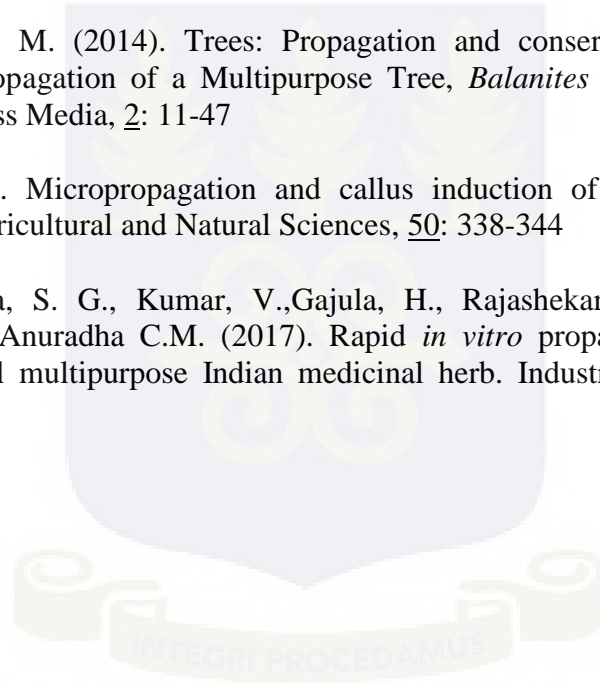 M. (2014). Trees: Propagation and conser
opagation of a Multipurpose Tree, Balanites
ss Media, 2: 11-47
. Micropropagation and callus induction of
ricultural and Natural Sciences, 50: 338-344
a, S. G., Kumar, V.,Gajula, H., Rajashekar
Anuradha C.M. (2017). Rapid in vitro propa
l multipurpose Indian medicinal herb. Industr
INTEGRI PROCEDAMUS